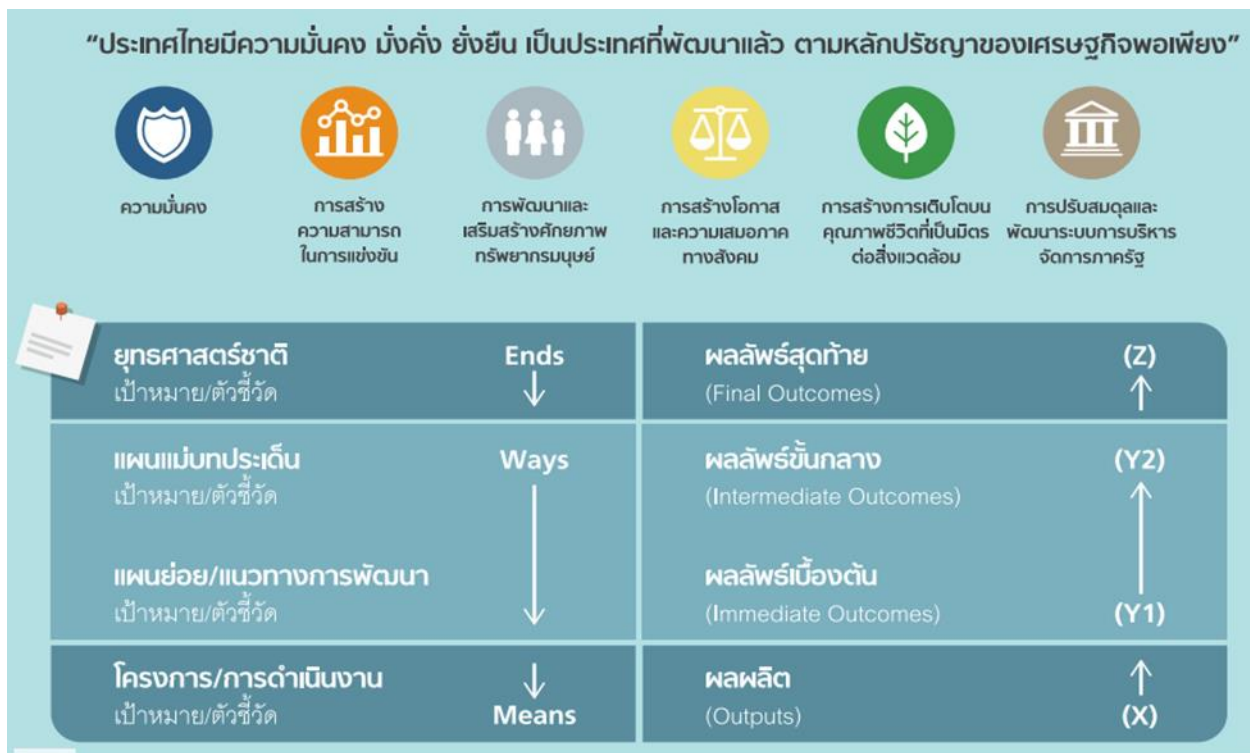 “ประเทศไทยมีความมั่นคง มั่งคั่ง ยั่งยืน เป็นประเทศที่พัฒนาแล้ว ตามหลักปรัชญาของเศรษฐกิจพอเพียง”
ความมั่นคง
การสร้าง
ความสามารถ
ในการแข่งขัน
การพัฒนาและ
เสริมสร้างศักยภาพ
ทรัพยากรมนุษย์
การสร้างโอกาส
และความเสมอภาค
ทางสังคม
การสร้างการเติบโตบน
คุณภาพชีวิตที่เป็นมิตร
ต่อสิ่งแวดล้อม
การปรับสมดุลและ
พัฒนาระบบการบริหาร
จัดการภาครัฐ
ยุทธศาสตร์ชาติ Ends
เป้าหมาย/ตัวชี้วัด
ผลลัพธ์สุดท้าย (Z)
(Final Outcomes)
แผนแม่บทประเด็น Ways
เป้าหมาย/ตัวชี้วัด
ผลลัพธ์ขั้นกลาง (Y2)
(Intermediate Outcomes)
แผนย่อย/แนวทางการพัฒนา
เป้าหมาย/ตัวชี้วัด
ผลลัพธ์เบื้องต้น
(Immediate Outcomes) (Y1)
โครงการ/การดำเนินงาน
เป้าหมาย/ตัวชี้วัด Means
ผลผลิต
(Outputs) (X)